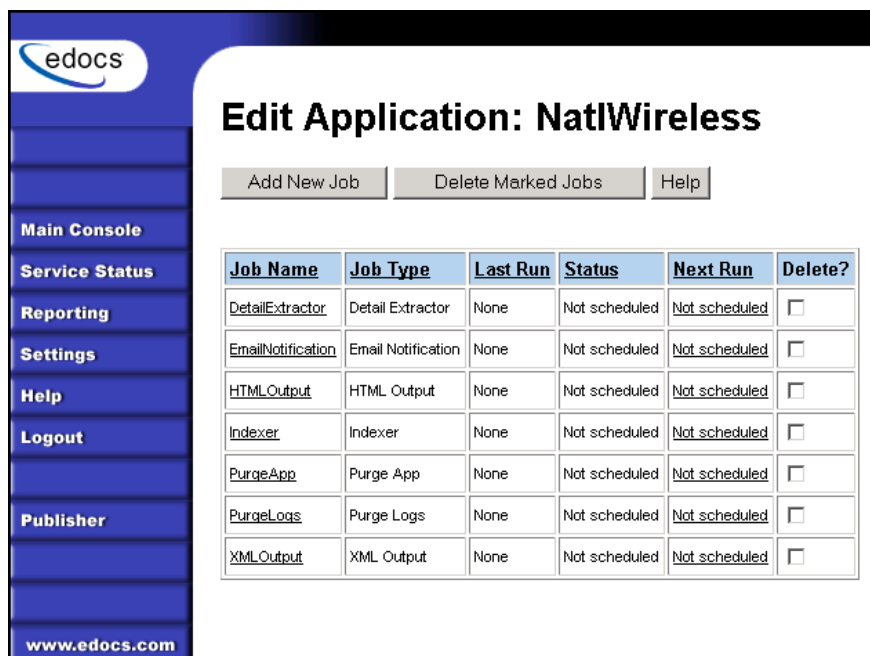 edocs
Edit Application: NatlWireless
Add New Job Delete Marked Jobs Help
Main Console
Service Status
Reporting
Settings
Help
Logout
Publisher
www.edocs.com
Job Name Job Type Last Run Status Next Run Delete?
DetailExtractor Detail Extractor None Not scheduled Not scheduled
EmailNotification Email Notification None Not scheduled Not scheduled
HTMLOutput HTML Output None Not scheduled Not scheduled
Indexer Indexer None Not scheduled Not scheduled
PurgeApp Purge App None Not scheduled Not scheduled
PurgeLogs Purge Logs None Not scheduled Not scheduled
XMLOutput XML Output None Not scheduled Not scheduled